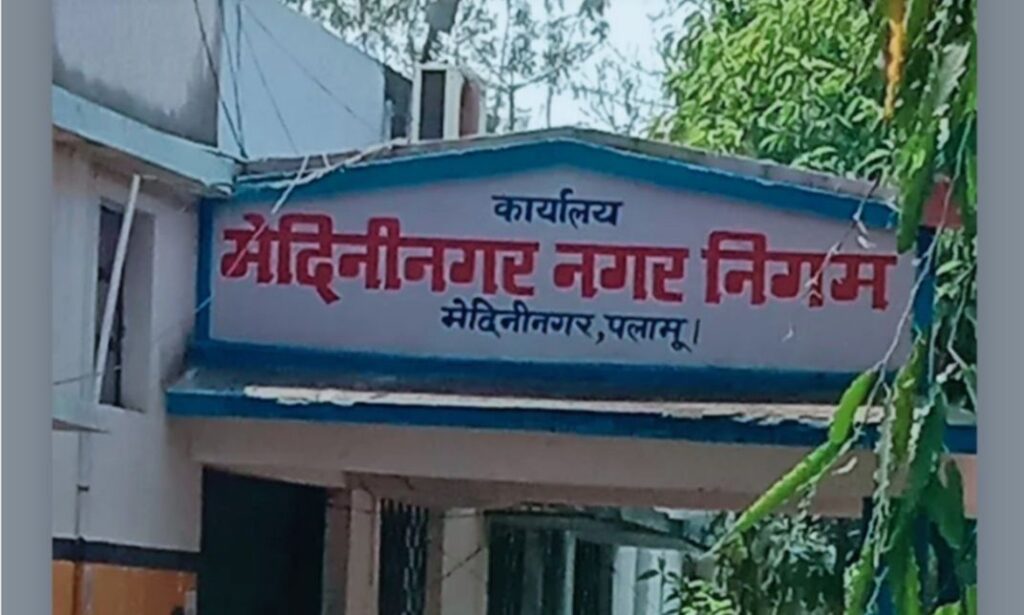 कार्यालय
मेदिनीनगर नगर निगम
मेदिनीनगर, पलामू।